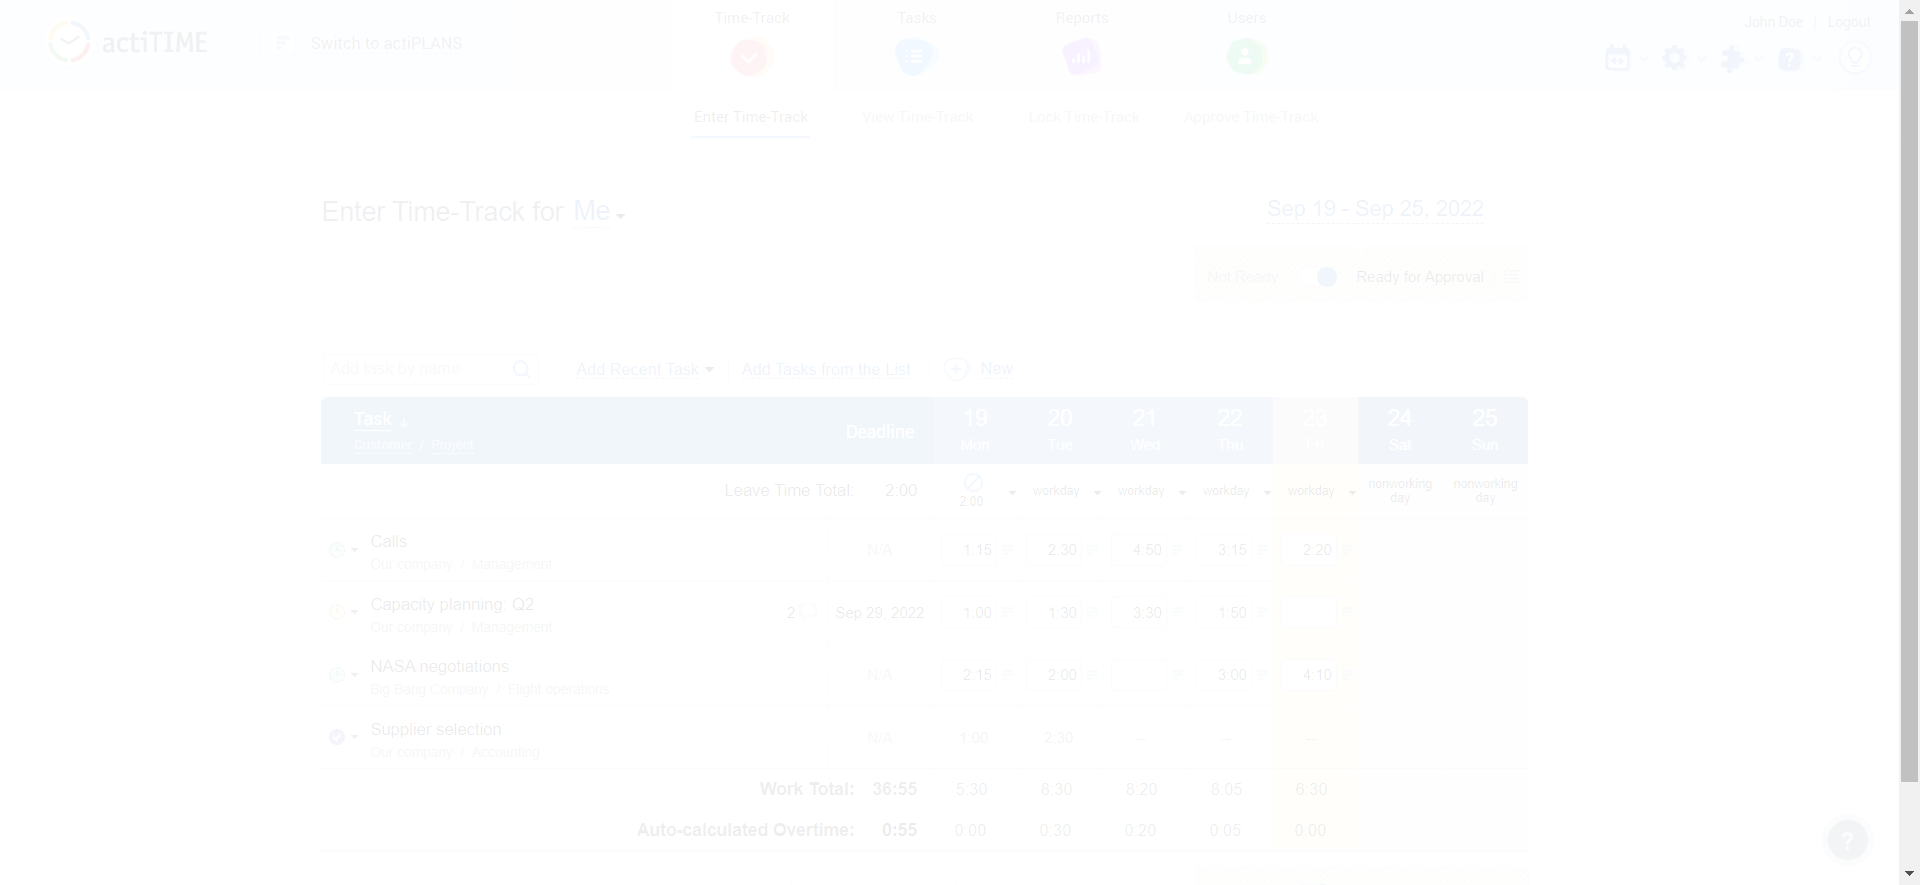 actiTIME
Switch to actiPLANS
Time-Track
Tasks
Reports
Users
John Doe | Logout
Enter Time-Track
View Time-Track
Lock Time-Track
Approve Time-Track
Enter Time-Track for Me
Sep 19 - Sep 25, 2022
Not Ready
Ready for Approval
Add task by name
Add Recent Task
Add Tasks from the List
New
Task
Customer / Project
Deadline
19
Mon
20
Tue
21
Wed
22
Thu
23
Fri
24
Sat
25
Sun
Leave Time Total: 2:00
2:00
workday
workday
workday
workday
nonworking
day
nonworking
day
Calls
Our company / Management
N/A
1:15
2:30
4:50
3:15
2:20
Capacity planning: Q2
Our company / Management
2
Sep 29, 2022
1:00
1:30
3:30
1:50
NASA negotiations
Big Bang Company / Flight operations
N/A
2:15
2:00
3:00
4:10
Supplier selection
Our company / Accounting
N/A
1:00
2:30
--
--
--
Work Total: 36:55
5:30
8:30
8:20
8:05
6:30
Auto-calculated Overtime: 0:55
0:00
0:30
0:20
0:05
0:00
?